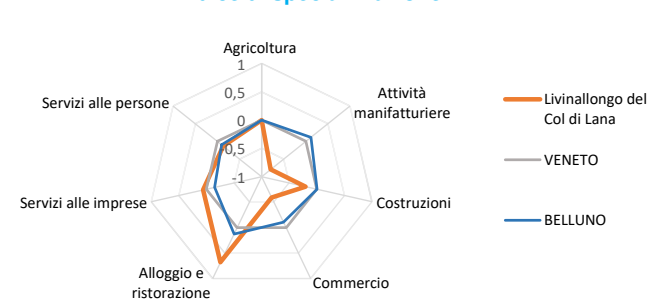 Agricoltura
1
0,5
0
-0,5
-1
Attività
manifatturiere
Costruzioni
Commercio
Alloggio e
ristorazione
Servizi alle imprese
Servizi alle persone
Livinallongo del
Col di Lana
VENETO
BELLUNO